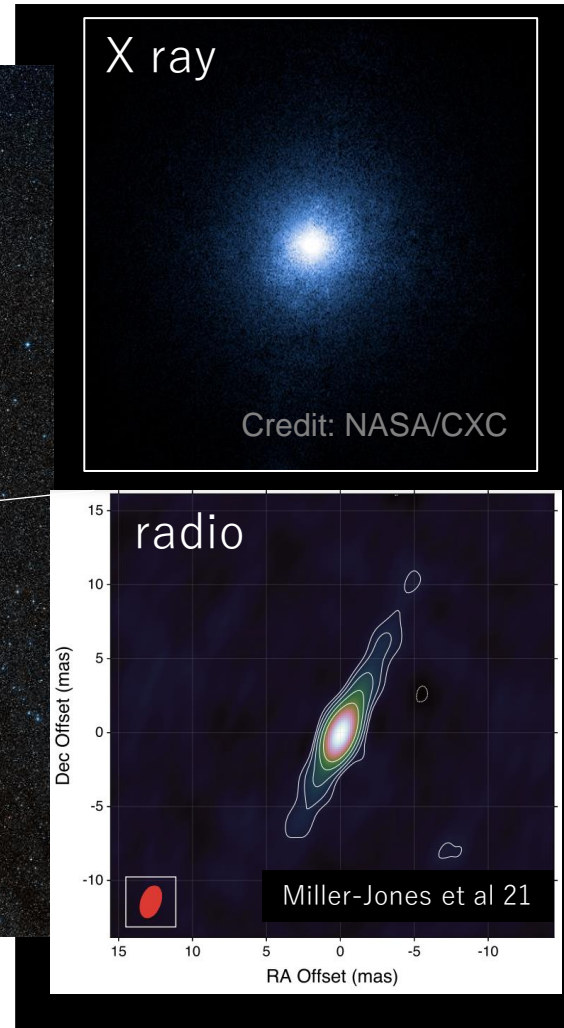 X ray
Credit: NASA/CXC
radio
15
10
5
0
-5
-10
Dec Offset (mas)
Miller-Jones et al 21
15 10 5 0 -5 -10
RA Offset (mas)